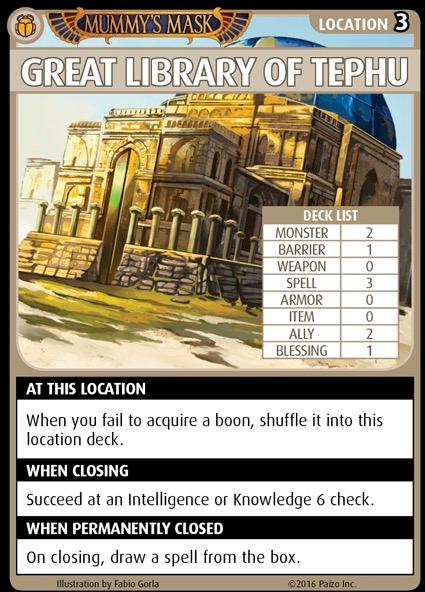 MUMMY'S MASK
LOCATION 3
GREAT LIBRARY OF TEPHU
DECK LIST
MONSTER 2
BARRIER 1
WEAPON 0
SPELL 3
ARMOR 0
ITEM 0
ALLY 2
BLESSING 1
AT THIS LOCATION
When you fail to acquire a boon, shuffle it into this
location deck.
WHEN CLOSING
Succeed at an Intelligence or Knowledge 6 check.
WHEN PERMANENTLY CLOSED
On closing, draw a spell from the box.
Illustration by Fabio Gorla ©2016 Paizo Inc.